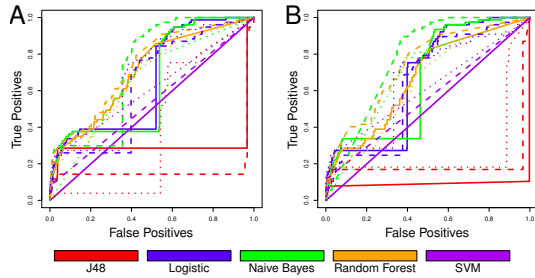 A
B
True Positives
1.0
0.8
0.6
0.4
0.2
0.0
0.0 0.2 0.4 0.6 0.8 1.0
False Positives
True Positives
1.0
0.8
0.6
0.4
0.2
0.0
0.0 0.2 0.4 0.6 0.8 1.0
False Positives
J48 Logistic Naive Bayes Random Forest SVM